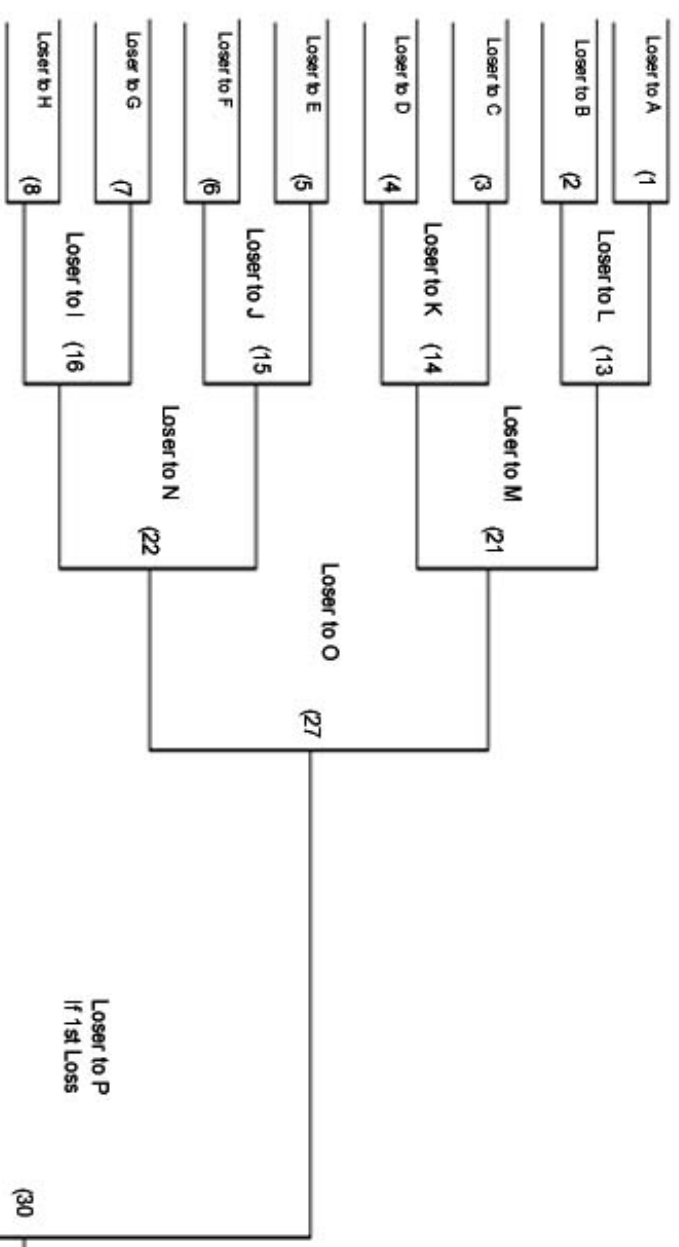 Loser to A
(1
Loser to L
(13
Loser to B
(2
Loser to M
(21
Loser to C
(3
Loser to K
(14
Loser to D
(4
Loser to O
(27
Loser to E
(5
Loser to J
(15
Loser to F
(6
Loser to N
(22
Loser to G
(7
Loser to I
(16
Loser to H
(8
Loser to P
If 1st Loss
(30